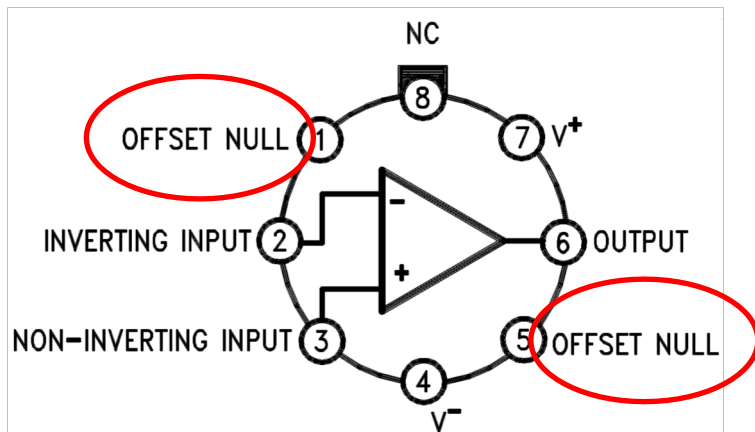 NC
8
OFFSET NULL 1
7 V+
INVERTING INPUT 2
-
6 OUTPUT
+
NON-INVERTING INPUT 3
5 OFFSET NULL
4
V-